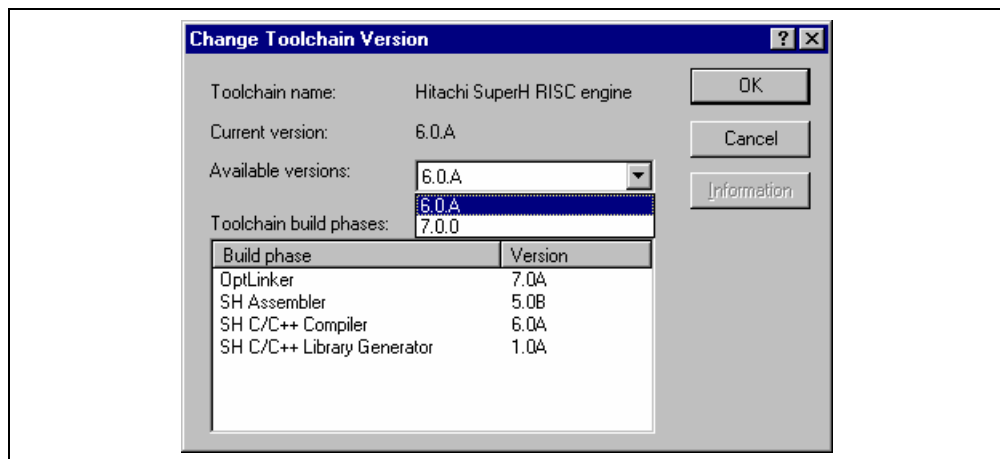 Change Toolchain Version
Toolchain name: Hitachi SuperH RISC engine
OK
Current version: 6.0.A
Cancel
Available versions: 6.0.A
Information
6.0.A
Toolchain build phases: 7.0.0
Build phase Version
OptLinker 7.0A
SH Assembler 5.0B
SH C/C++ Compiler 6.0A
SH C/C++ Library Generator 1.0A